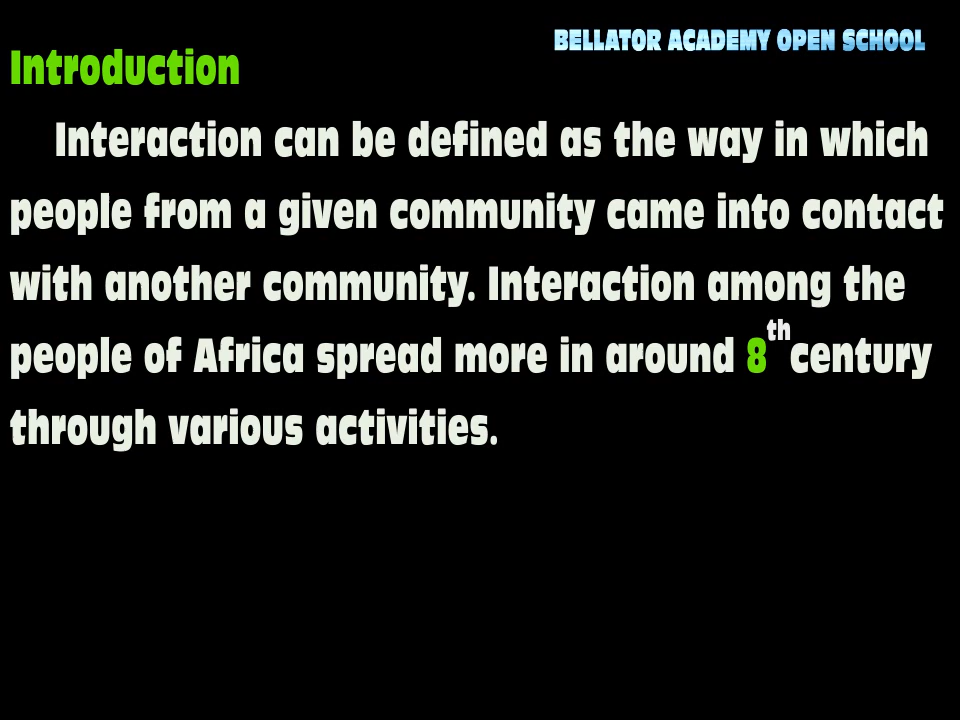 BELLATOR ACADEMY OPEN SCHOOL
Introduction
Interaction can be defined as the way in which
people from a given community came into contact
with another community. Interaction among the
people of Africa spread more in around 8th century
through various activities.